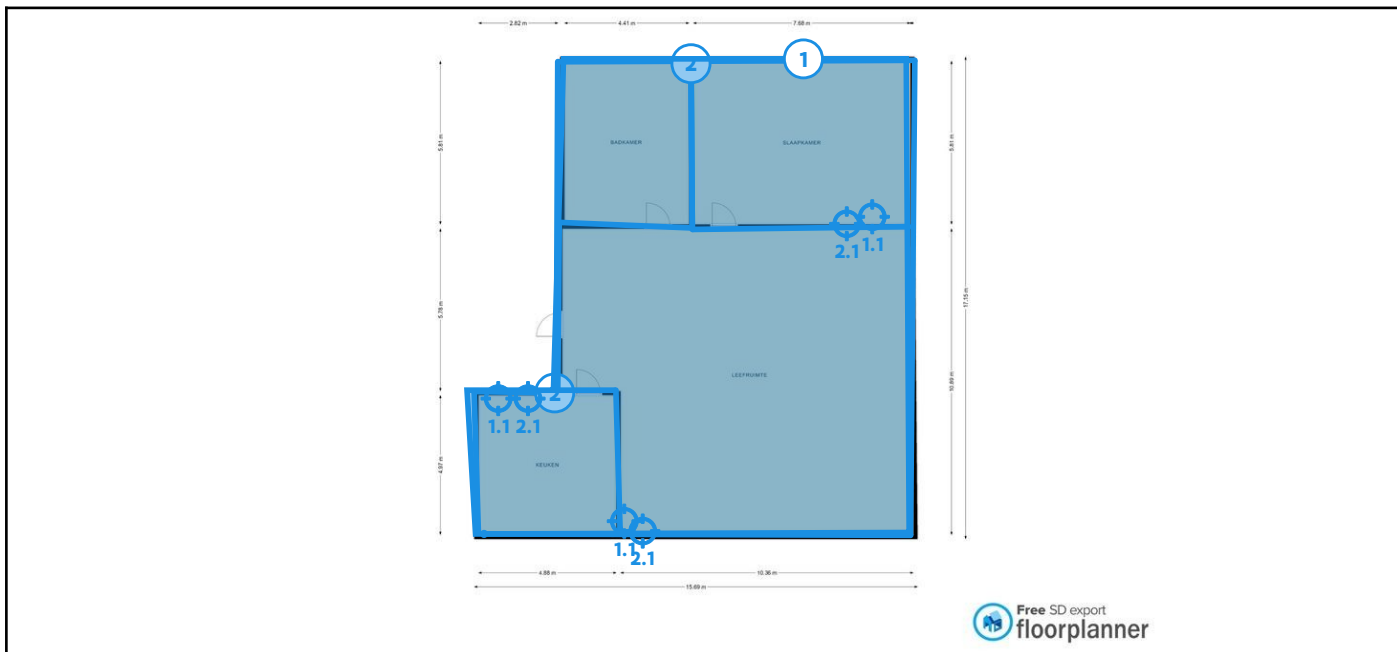 2.82 m 4.41 m 7.88 m
2 1
5.81 m BADKAMER SLAAPKAMER 5.81 m
2.1 1.1
17.15 m
5.78 m
LEEFRUIMTE 10.89 m
2
1.1 2.1
4.97 m KEUKEN
1.1
2.1
4.88 m 10.36 m
15.69 m
Free SD export
floorplanner